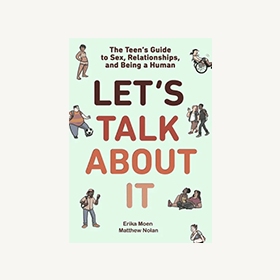 The Teen's Guide
to Sex, Relationships,
and Being a Human
LET'S
TALK
ABOUT
IT
Erika Moen
Matthew Nolan